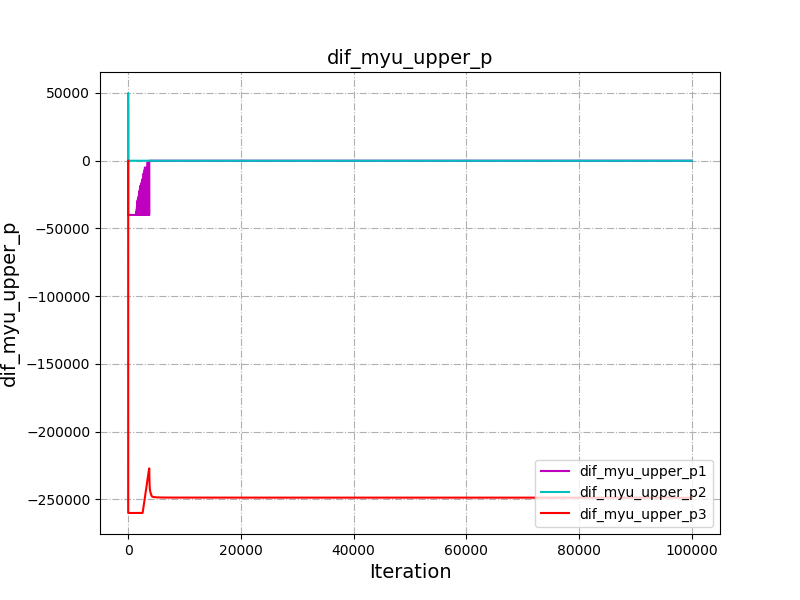 dif_myu_upper_p
dif_myu_upper_p
50000
0
−50000
−100000
−150000
−200000
−250000
0
20000
40000
60000
80000
100000
Iteration
dif_myu_upper_p1
dif_myu_upper_p2
dif_myu_upper_p3